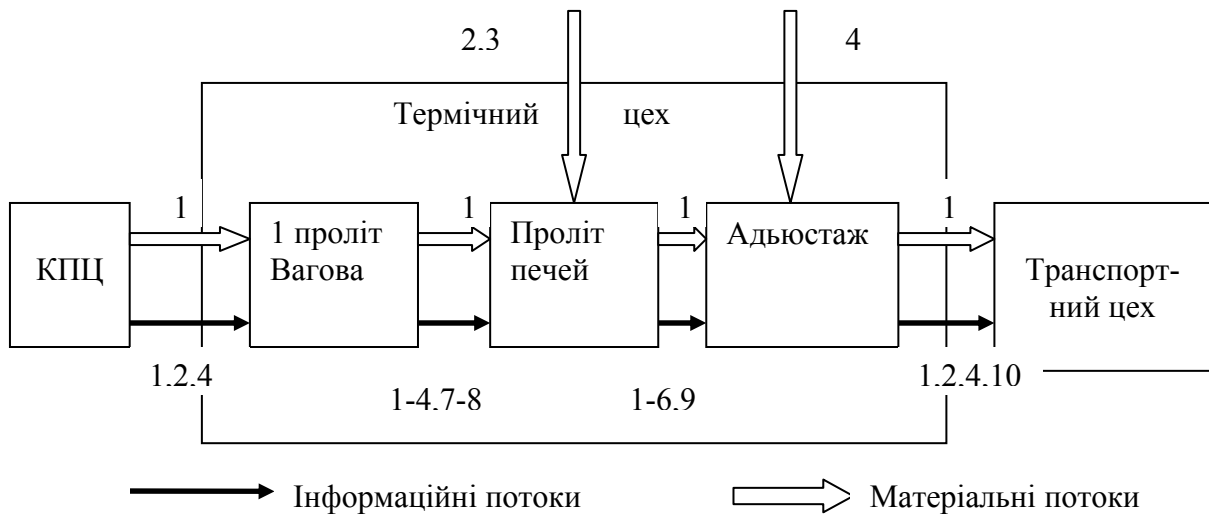 2,3
4
Термічний цех
1
1
1
1
КПЦ
1 проліт
Вагова
Проліт
печей
Адьюстаж
Транспорт-
ний цех
1,2,4
1-4,7-8
1-6,9
1,2,4,10
Інформаційні потоки
Матеріальні потоки